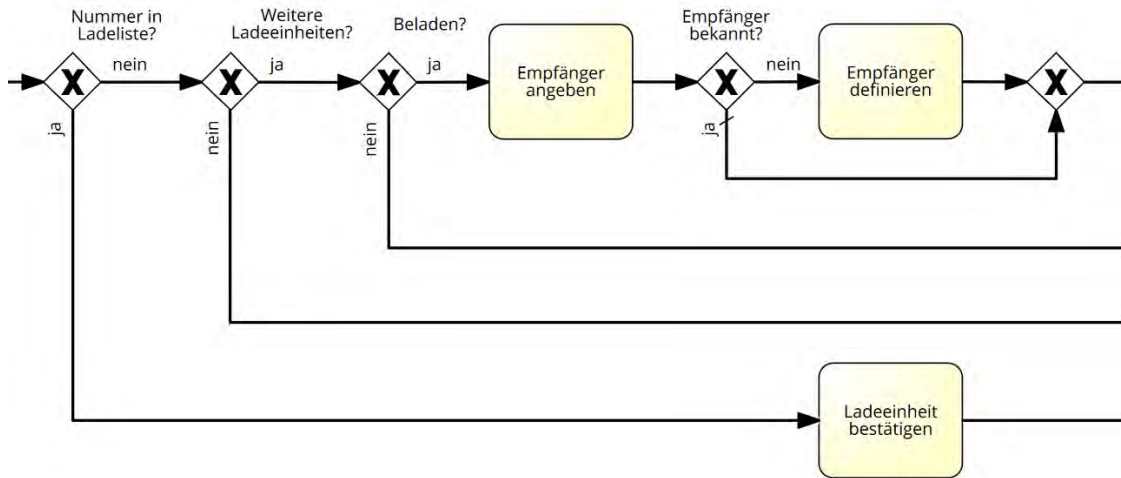 Nummer in
Ladeliste?
Weitere
Ladeeinheiten?
Beladen?
Empfänger
bekannt?
nein
ja
ja
nein
Empfänger
angeben
Empfänger
definieren
ja
nein
nein
ja
Ladeeinheit
bestätigen